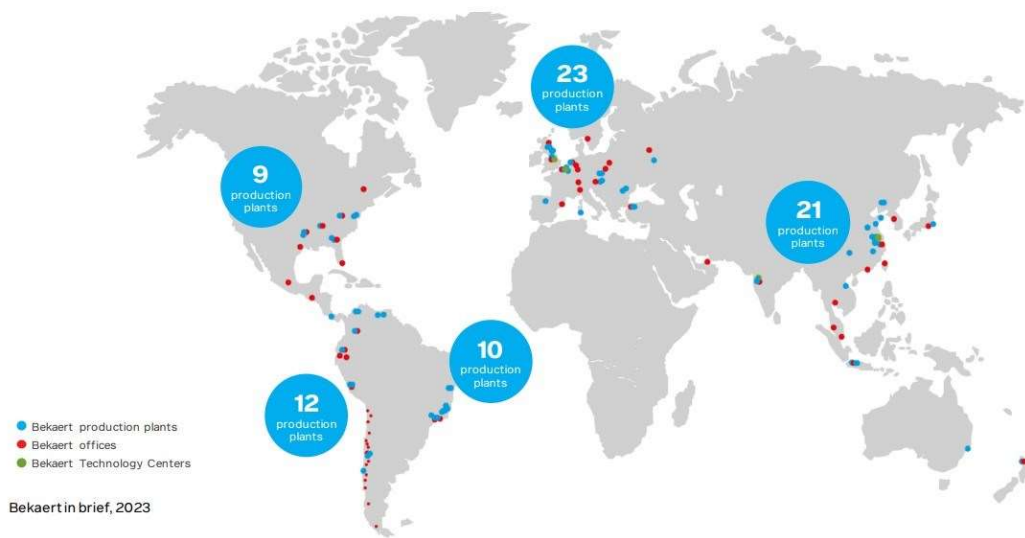 23
production
plants
9
production
plants
21
production
plants
10
production
plants
12
production
plants
Bekaert production plants
Bekaert offices
Bekaert Technology Centers
Bekaert in brief, 2023